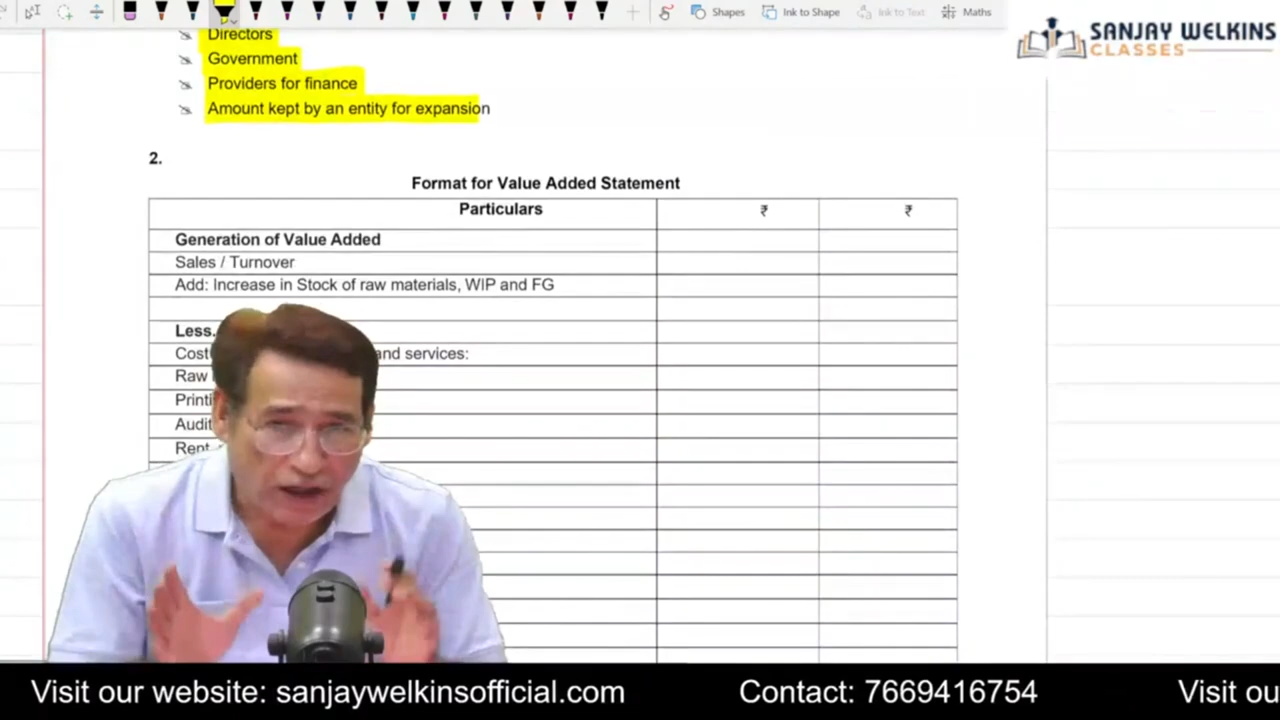 Shapes
Ink to Shape
Ink to Text
Maths
SANJAY WELKINS
CLASSES
Directors
Government
Providers for finance
Amount kept by an entity for expansion
2.
Format for Value Added Statement
Particulars ₹ ₹
Generation of Value Added
Sales / Turnover
Add: Increase in Stock of raw materials, WIP and FG
Less
Cost and services:
Raw
Rent
Visit our website: sanjaywelkinsofficial.com Contact: 7669416754 Visit